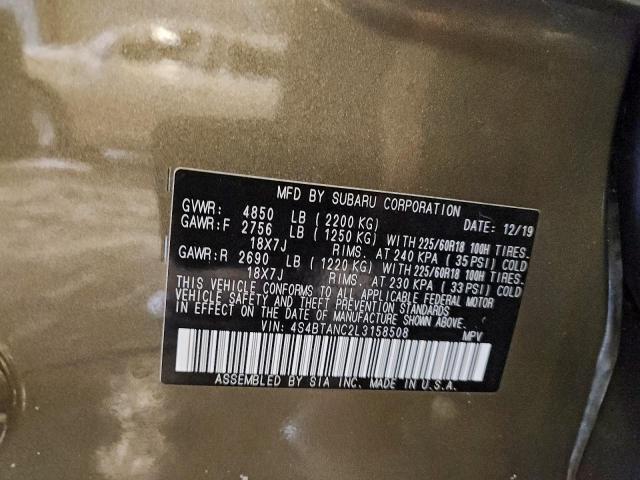 MFD BY SUBARU CORPORATION
GVWR: 4850 LB ( 2200 KG) DATE: 12/19
GAWR:F 2756 LB ( 1250 KG) WITH 225/60R18 100H TIRES.
18X7J RIMS. AT 240 KPA ( 35 PSI) COLD
GAWR:R 2690 LB ( 1220 KG) WITH 225/60R18 100H TIRES.
18X7J RIMS. AT 230 KPA ( 33 PSI) COLD
THIS VEHICLE CONFORMS TO ALL APPLICABLE FEDERAL MOTOR
VEHICLE SAFETY AND THEFT PREVENTION STANDARDS
IN EFFECT ON THE DATE OF MANUFACTURE SHOWN ABOVE.
VIN: 4S4BTANC2L3158508 MPV
ASSEMBLED BY SIA INC. MADE IN U.S.A.